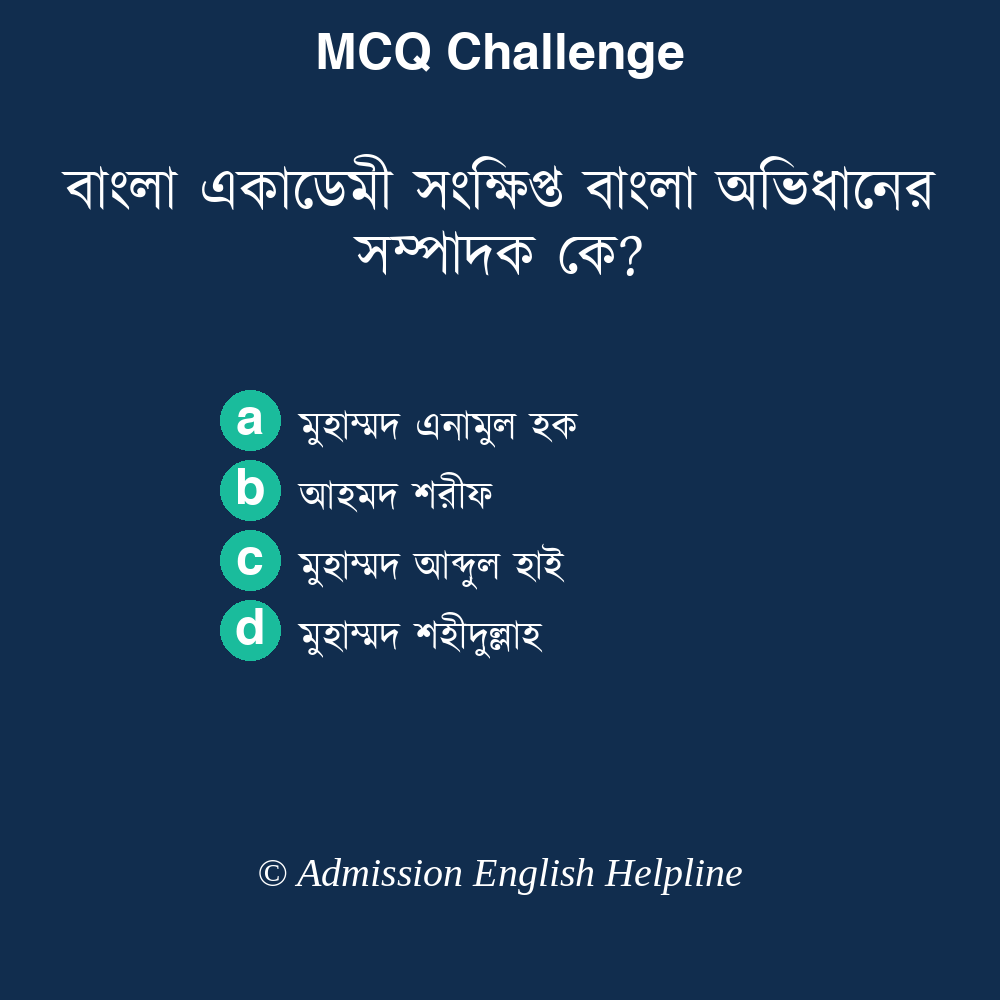 MCQ Challenge
বাংলা একাডেমী সংক্ষিপ্ত বাংলা অভিধানের
সম্পাদক কে?
a মুহাম্মদ এনামুল হক
b আহমদ শরীফ
c মুহাম্মদ আব্দুল হাই
d মুহাম্মদ শহীদুল্লাহ
© Admission English Helpline